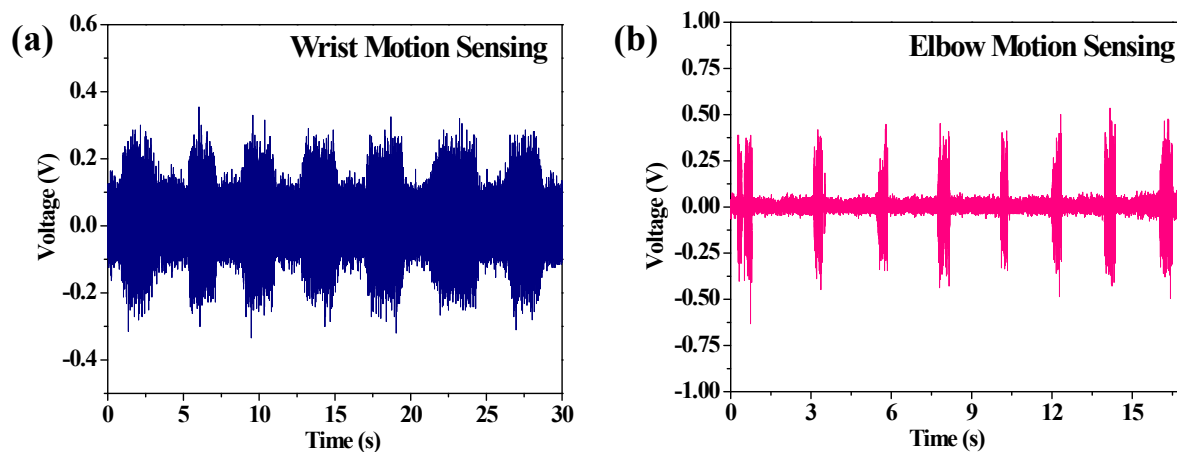 (a)
Wrist Motion Sensing
Voltage (V)
0.6
0.4
0.2
0.0
-0.2
-0.4
0 5 10 15 20 25 30
Time (s)
(b)
Elbow Motion Sensing
Voltage (V)
1.00
0.75
0.50
0.25
0.00
-0.25
-0.50
-0.75
-1.00
0 3 6 9 12 15
Time (s)